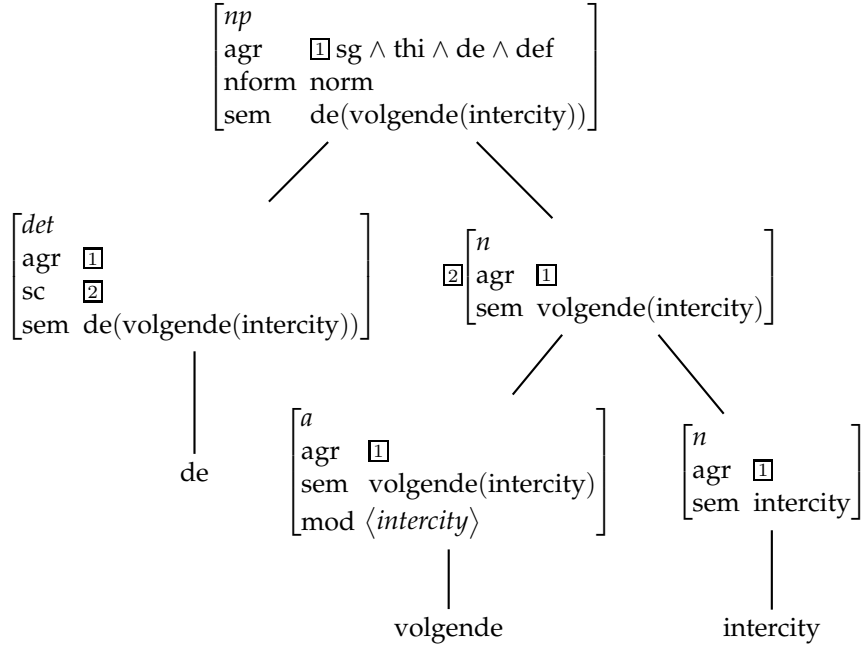 np
agr 1 sg ∧ thi ∧ de ∧ def
nform norm
sem de(volgende(intercity))
det
agr 1
sc 2
sem de(volgende(intercity))
2 n
agr 1
sem volgende(intercity)
de
a
agr 1
sem volgende(intercity)
mod ⟨intercity⟩
n
agr 1
sem intercity
volgende
intercity